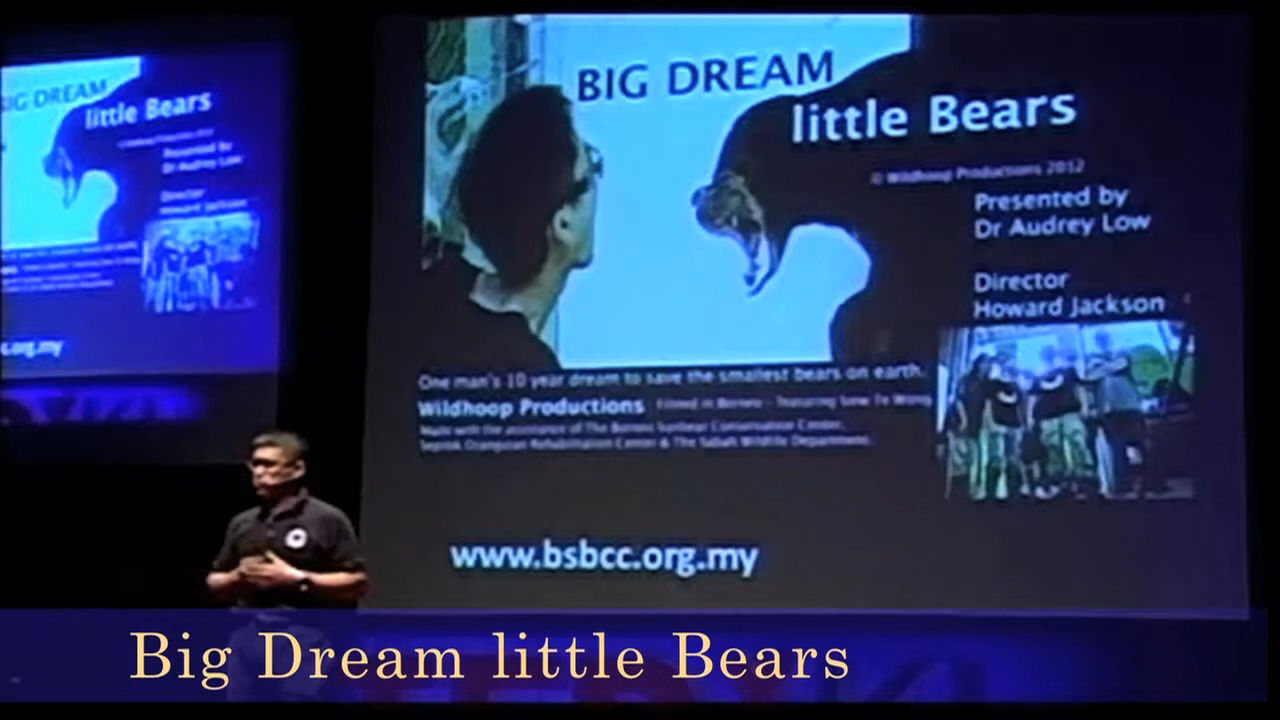 BIG DREAM
little Bears
© Wildhoop Productions 2012
Presented by
Dr Audrey Low
Director
Howard Jackson
One man's 10 year dream to save the smallest bears on earth.
Wildhoop Productions Filmed in Borneo - Featuring Siew Te Wong
Made with the assistance of The Bornean Sunbear Conservation Center,
Sepilok Orangutan Rehabilitation Center & The Sabah Wildlife Department.
www.bsbcc.org.my
BIG DREAM
little Bears
Presented by
Dr Audrey Low
Director
Howard Jackson
.org.my
Big Dream little Bears